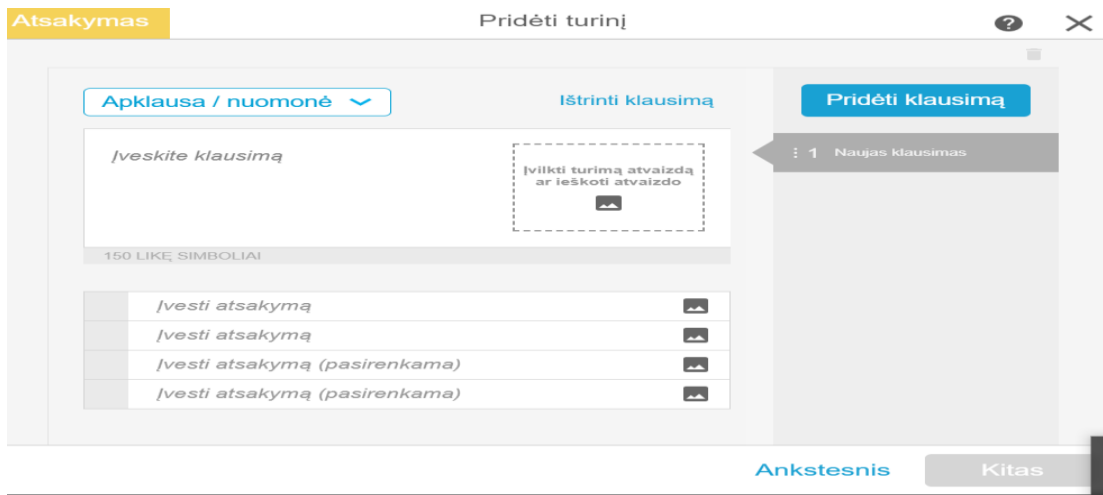 Atsakymas
Pridėti turinį
?
Apklausa / nuomonė
Ištrinti klausimą
Pridėti klausimą
Įveskite klausimą
Įvilkti turimą atvaizdą
ar ieškoti atvaizdo
1 Naujas klausimas
150 LIKĘ SIMBOLIAI
Įvesti atsakymą
Įvesti atsakymą
Įvesti atsakymą (pasirenkama)
Įvesti atsakymą (pasirenkama)
Ankstesnis
Kitas